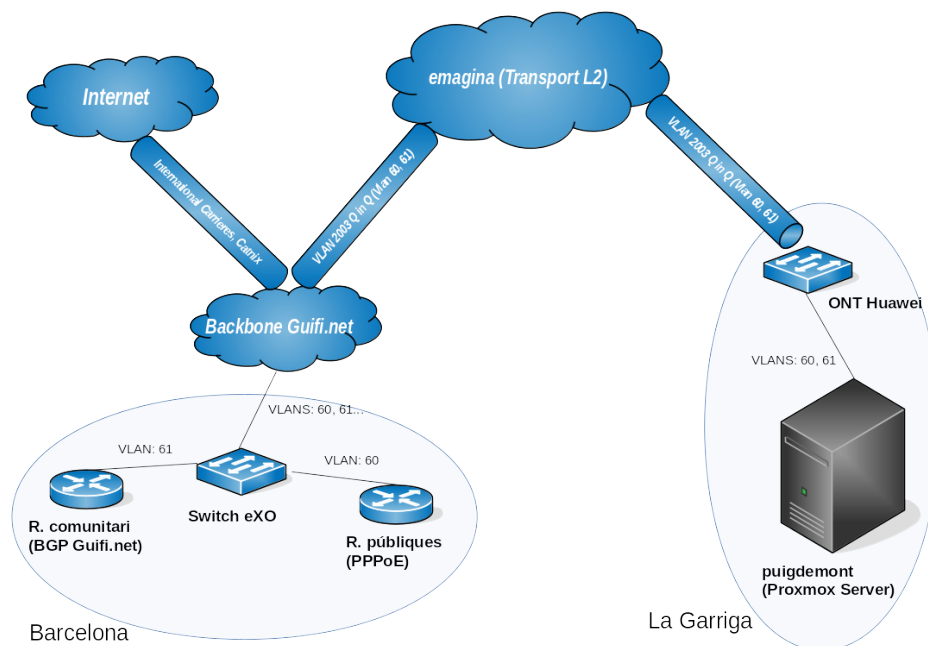 Internet
emagina (Transport L2)
International Carrieres, Catnix
VLAN 2003 Q in Q (Vlan 60, 61)
VLAN 2003 Q in Q (Vlan 60, 61)
Backbone Guifi.net
ONT Huawei
VLANS: 60, 61
VLANS: 60, 61...
VLAN: 61
VLAN: 60
Switch eXO
R. comunitari
(BGP Guifi.net)
R. públiques
(PPPoE)
puigdemont
(Proxmox Server)
Barcelona
La Garriga